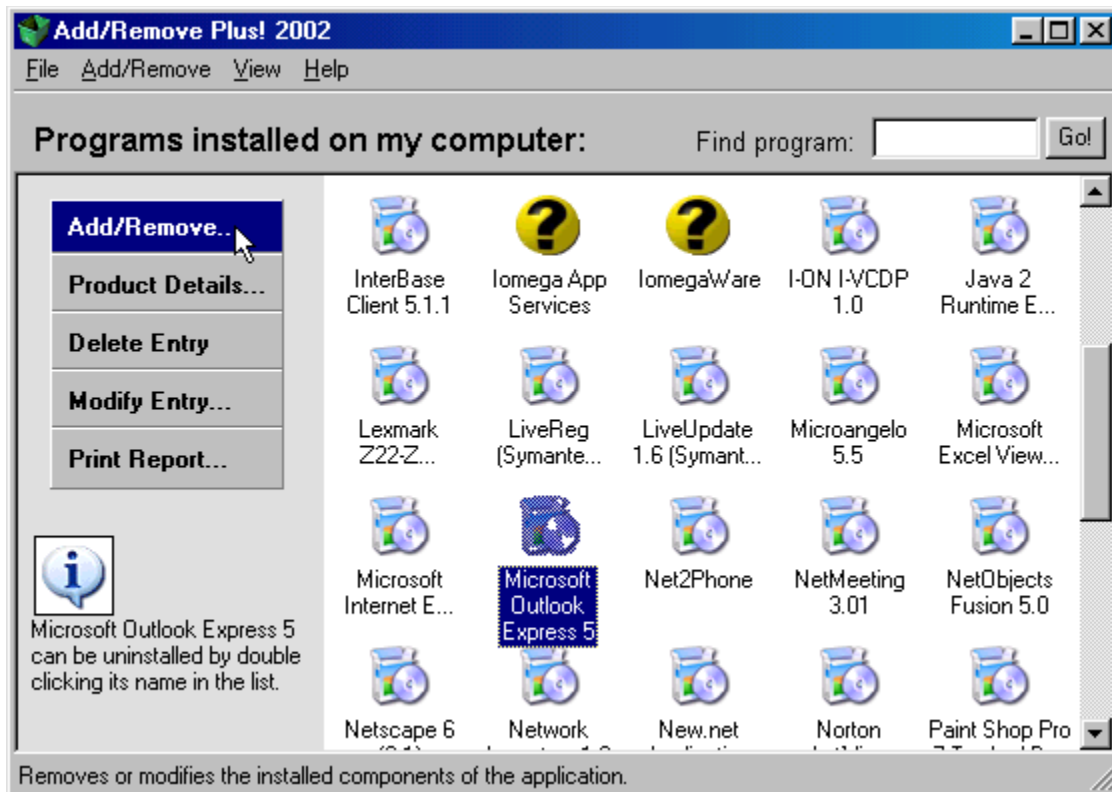 Add/Remove Plus! 2002
File Add/Remove View Help
Programs installed on my computer:
Find program:
Go!
Add/Remove...
Product Details...
Delete Entry
Modify Entry...
Print Report...
Microsoft Outlook Express 5
can be uninstalled by double
clicking its name in the list.
InterBase
Client 5.1.1
Iomega App
Services
IomegaWare
I-ON I-VCDP
1.0
Java 2
Runtime E...
Lexmark
Z22-Z...
LiveReg
(Symante...
LiveUpdate
1.6 (Symant...
Microangelo
5.5
Microsoft
Excel View...
Microsoft
Internet E...
Microsoft
Outlook
Express 5
Net2Phone
NetMeeting
3.01
NetObjects
Fusion 5.0
Netscape 6
Network
New.net
Norton
Paint Shop Pro
Removes or modifies the installed components of the application.